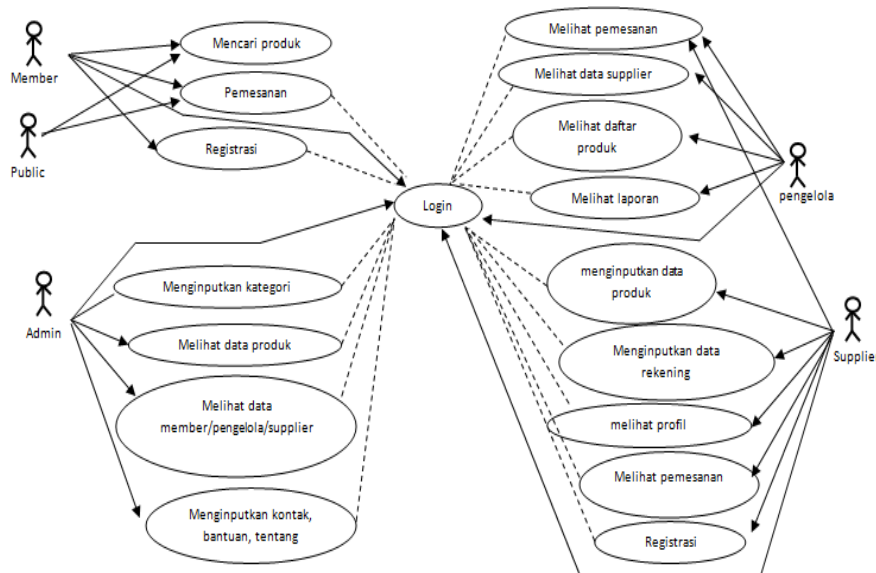 Mencari produk
Member
Pemesanan
Public
Registrasi
Melihat pemesanan
Melihat data supplier
Melihat daftar
produk
pengelola
Melihat laporan
Login
Admin
Menginputkan kategori
Melihat data produk
Melihat data
member/pengelola/supplier
Menginputkan kontak,
bantuan, tentang
menginputkan data
produk
Supplie
Menginputkan data
rekening
melihat profil
Melihat pemesanan
Registrasi